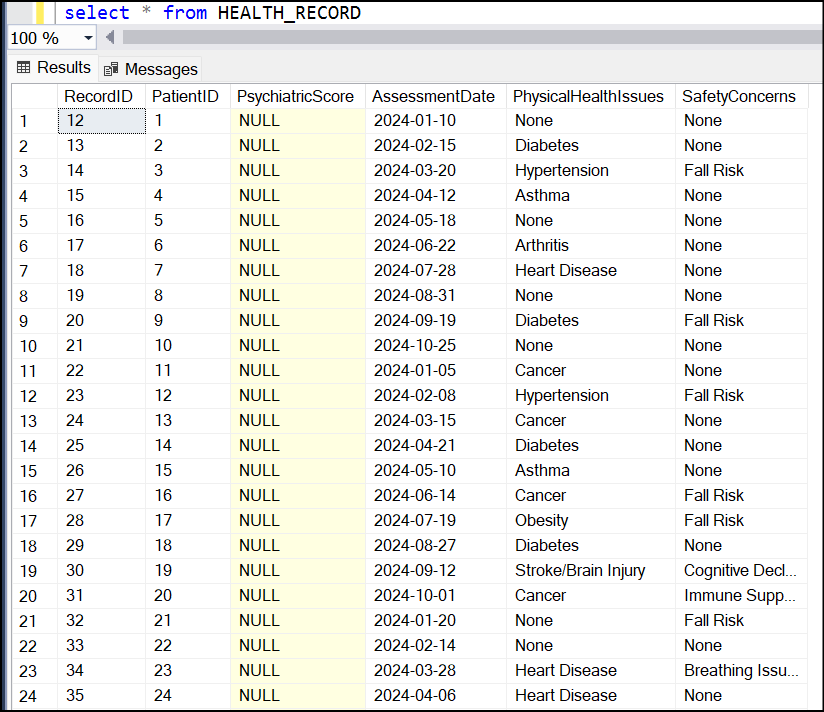 select * from HEALTH_RECORD
100 %
Results Messages
RecordID PatientID PsychiatricScore AssessmentDate PhysicalHealthIssues SafetyConcerns
1 12 1 NULL 2024-01-10 None None
2 13 2 NULL 2024-02-15 Diabetes None
3 14 3 NULL 2024-03-20 Hypertension Fall Risk
4 15 4 NULL 2024-04-12 Asthma None
5 16 5 NULL 2024-05-18 None None
6 17 6 NULL 2024-06-22 Arthritis None
7 18 7 NULL 2024-07-28 Heart Disease None
8 19 8 NULL 2024-08-31 None None
9 20 9 NULL 2024-09-19 Diabetes Fall Risk
10 21 10 NULL 2024-10-25 None None
11 22 11 NULL 2024-01-05 Cancer None
12 23 12 NULL 2024-02-08 Hypertension Fall Risk
13 24 13 NULL 2024-03-15 Cancer None
14 25 14 NULL 2024-04-21 Diabetes None
15 26 15 NULL 2024-05-10 Asthma None
16 27 16 NULL 2024-06-14 Cancer Fall Risk
17 28 17 NULL 2024-07-19 Obesity Fall Risk
18 29 18 NULL 2024-08-27 Diabetes None
19 30 19 NULL 2024-09-12 Stroke/Brain Injury Cognitive Decl...
20 31 20 NULL 2024-10-01 Cancer Immune Supp...
21 32 21 NULL 2024-01-20 None Fall Risk
22 33 22 NULL 2024-02-14 None None
23 34 23 NULL 2024-03-28 Heart Disease Breathing Issu...
24 35 24 NULL 2024-04-06 Heart Disease None